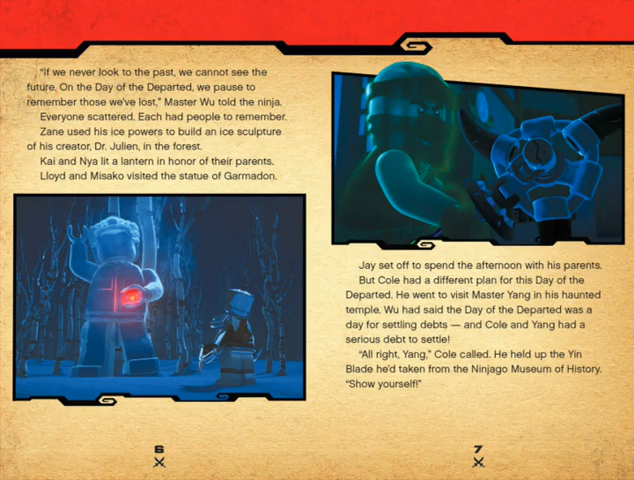 “If we never look to the past, we cannot see the
future. On the Day of the Departed, we pause to
remember those we’ve lost,” Master Wu told the ninja.
Everyone scattered. Each had people to remember.
Zane used his ice powers to build an ice sculpture
of his creator, Dr. Julien, in the forest.
Kai and Nya lit a lantern in honor of their parents.
Lloyd and Misako visited the statue of Garmadon.
6
Jay set off to spend the afternoon with his parents.
But Cole had a different plan for this Day of the
Departed. He went to visit Master Yang in his haunted
temple. Wu had said the Day of the Departed was a
day for settling debts — and Cole and Yang had a
serious debt to settle!
“All right, Yang,” Cole called. He held up the Yin
Blade he’d taken from the Ninjago Museum of History.
“Show yourself!”
7